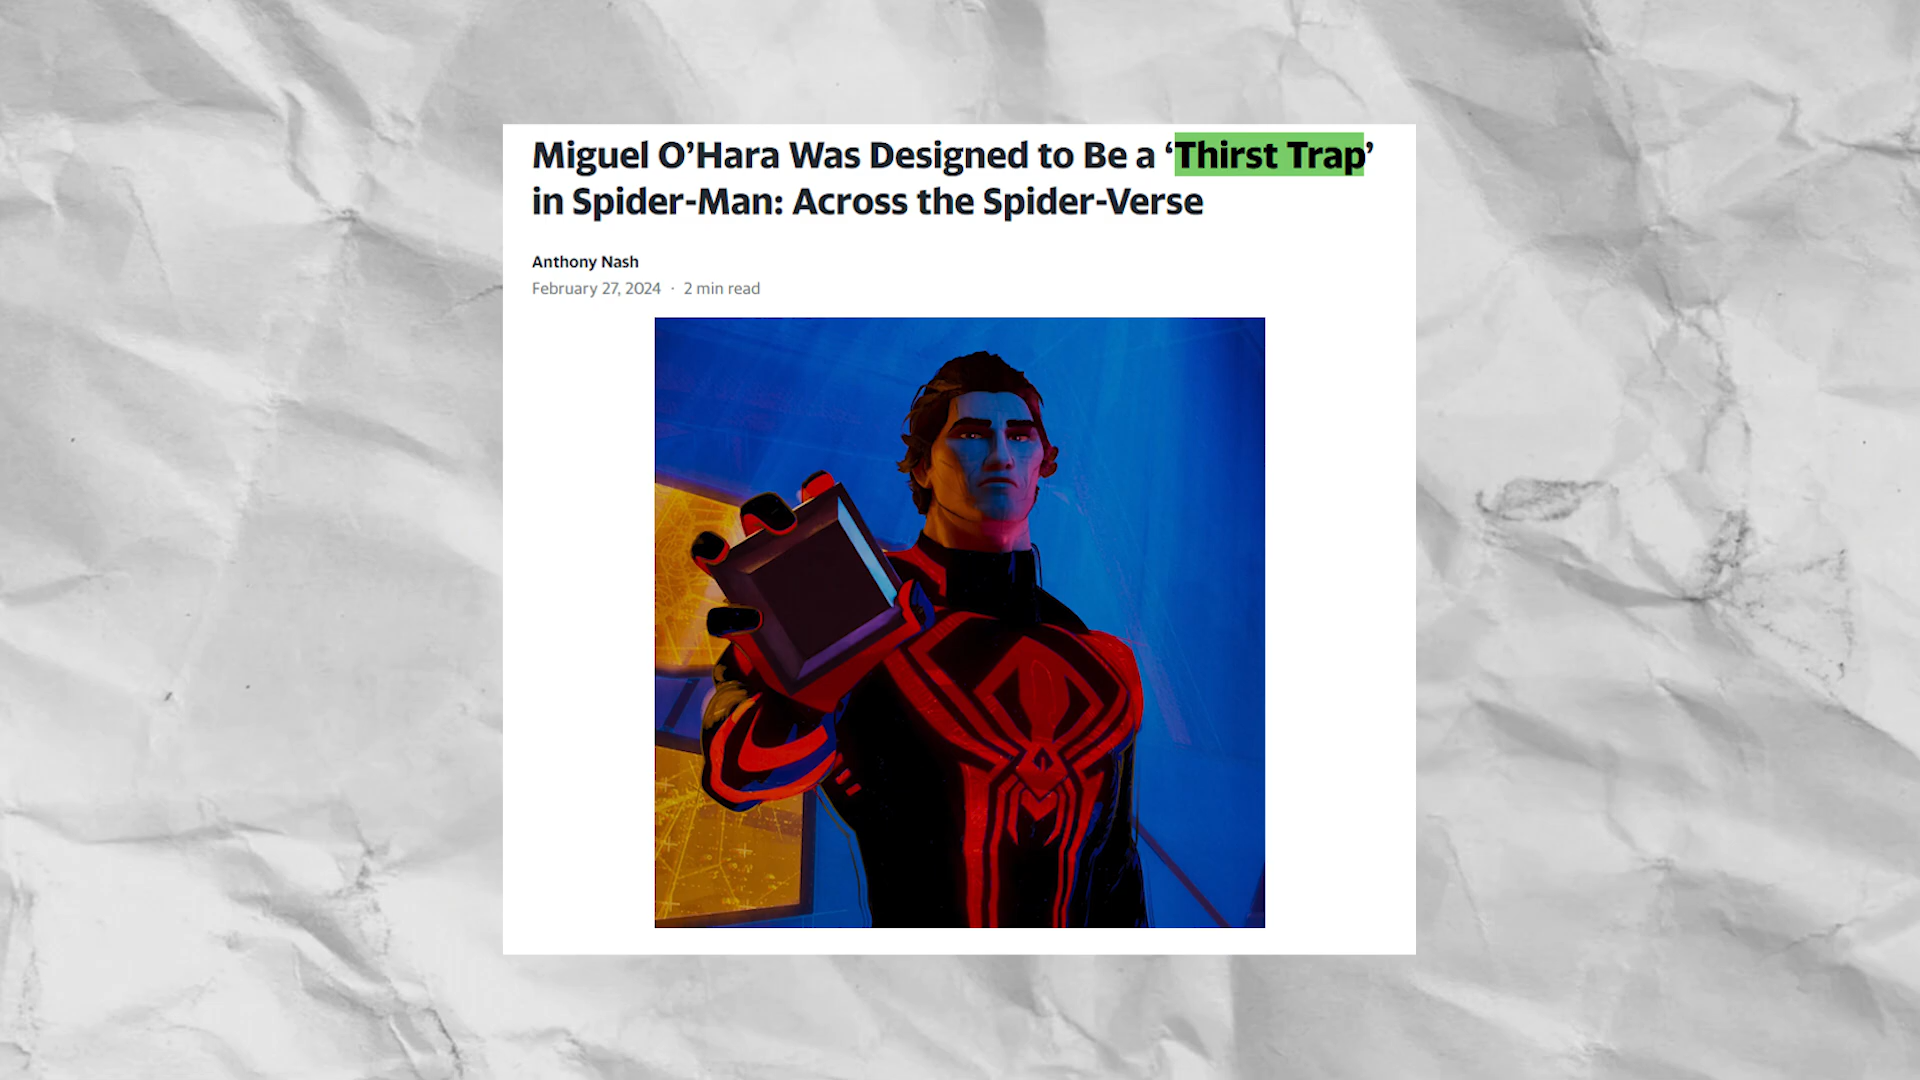 Miguel O’Hara Was Designed to Be a ‘Thirst Trap’
in Spider-Man: Across the Spider-Verse
Anthony Nash
February 27, 2024 · 2 min read